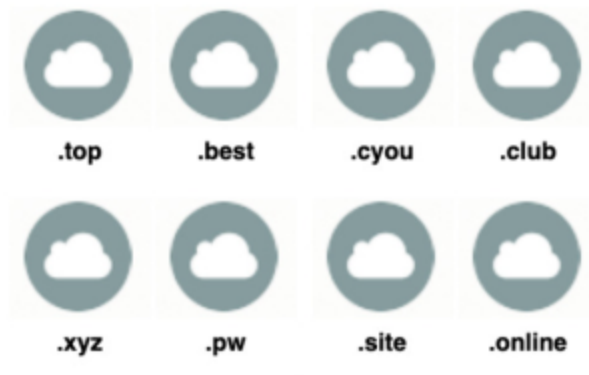 .top .best .cyou .club
.xyz .pw .site .online